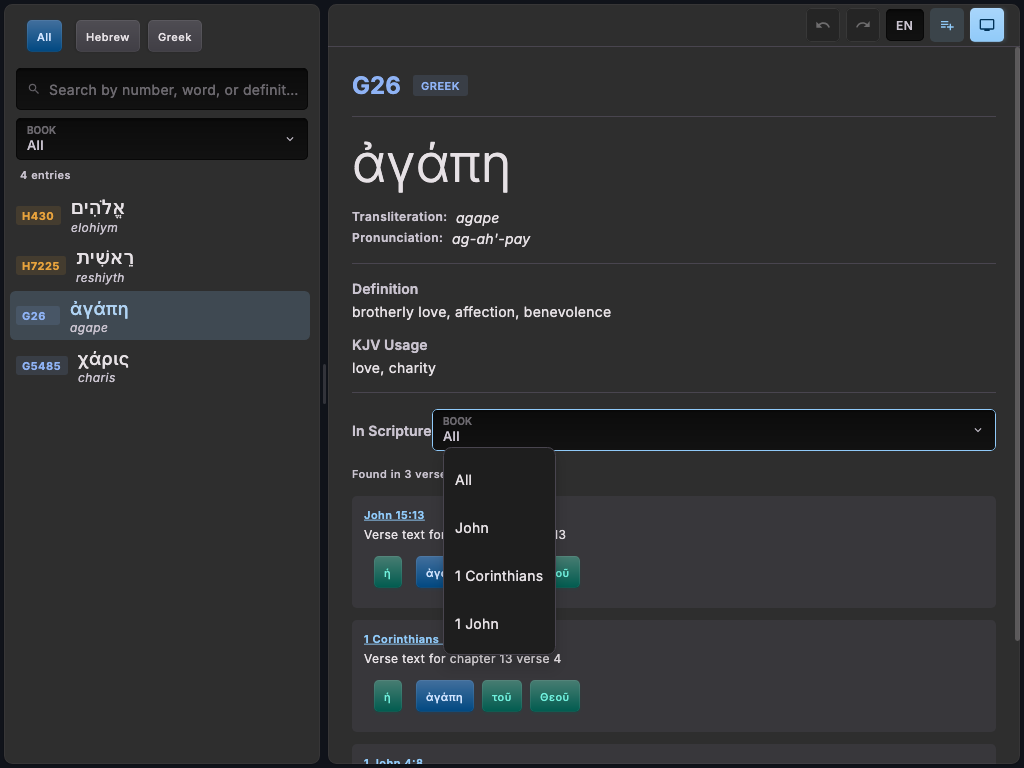 All
Hebrew
Greek
Search by number, word, or definit...
BOOK
All
4 entries
H430
אֱלֹהִים
elohiym
H7225
רֵאשִׁית
reshiyth
G26
ἀγάπη
agape
G5485
χάρις
charis
EN
G26
GREEK
ἀγάπη
Transliteration: agape
Pronunciation: ag-ah'-pay
Definition
brotherly love, affection, benevolence
KJV Usage
love, charity
In Scripture
BOOK
All
All
John
1 Corinthians
1 John
Found in 3 verse
John 15:13
Verse text for 13
ἡ
1 Corinthians
Verse text for chapter 13 verse 4
ἡ ἀγάπη τοῦ Θεοῦ
1 John 4:8